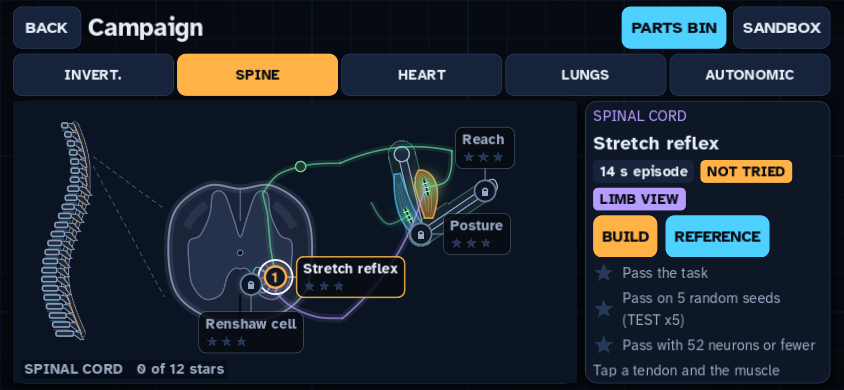 BACK
Campaign
PARTS BIN
SANDBOX
INVERT.
SPINE
HEART
LUNGS
AUTONOMIC
Reach
Posture
1
Stretch reflex
Renshaw cell
SPINAL CORD 0 of 12 stars
SPINAL CORD
Stretch reflex
14 s episode
NOT TRIED
LIMB VIEW
BUILD
REFERENCE
Pass the task
Pass on 5 random seeds
(TEST x5)
Pass with 52 neurons or fewer
Tap a tendon and the muscle